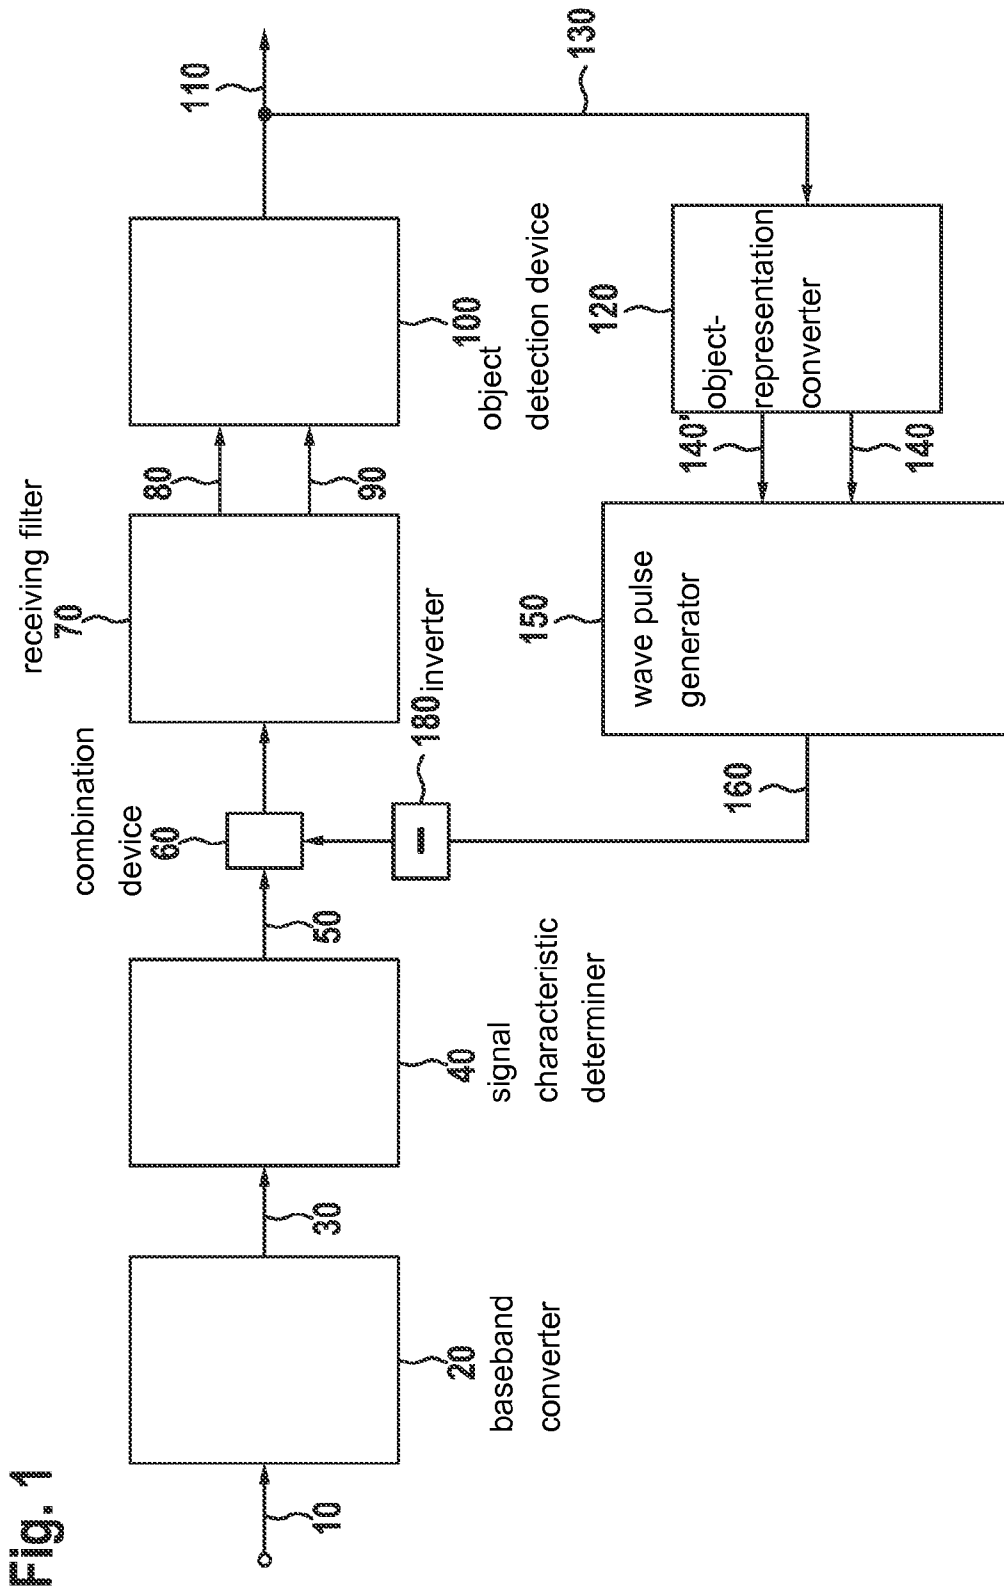 Fig. 1
10
20
baseband
converter
30
40
signal
characteristic
determiner
50
combination
device
60
receiving filter
70
80
90
100
object
detection device
110
130
120
object-
representation
converter
140'
140
150
wave pulse
generator
160
180 inverter
−